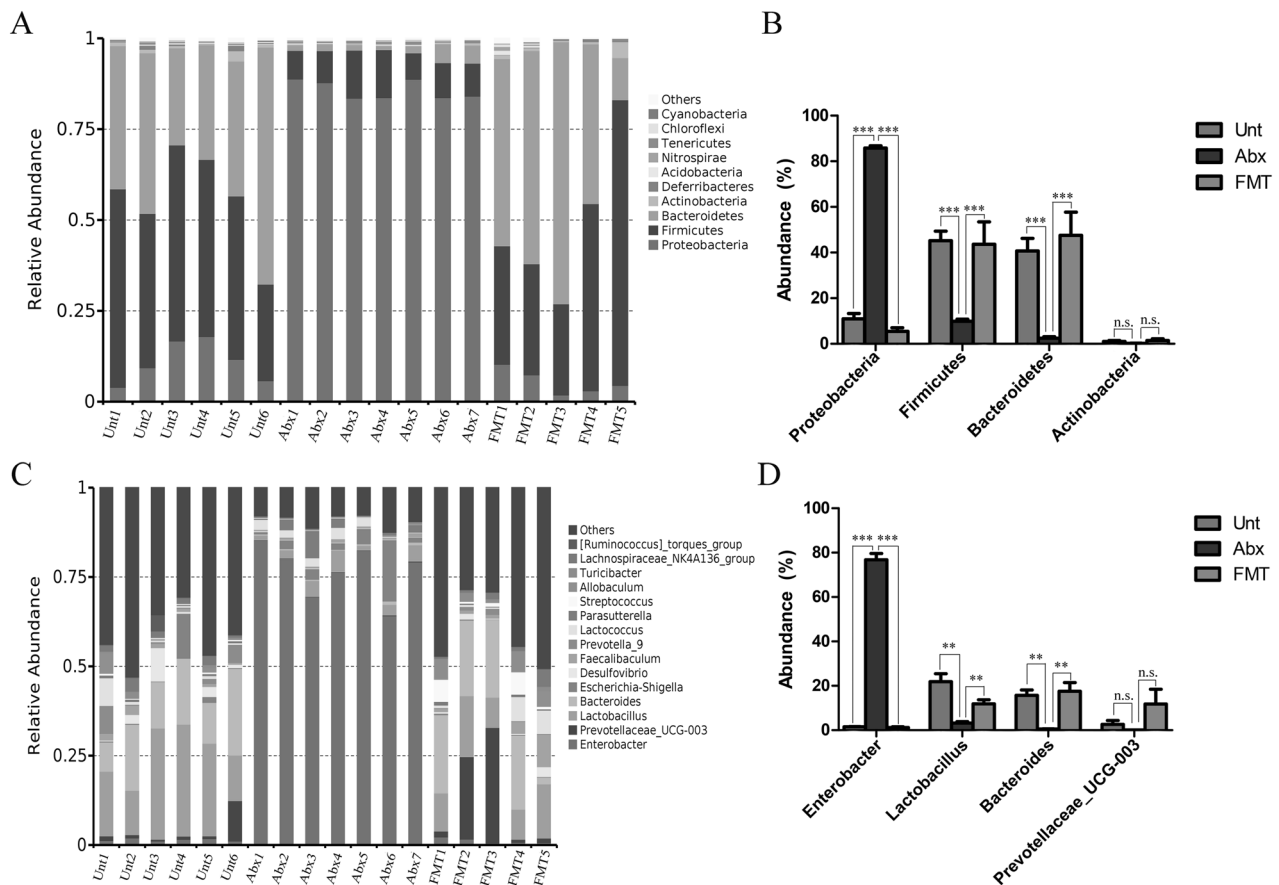 A
Relative Abundance
1
0.75
0.5
0.25
0
Unt1
Unt2
Unt3
Unt4
Unt5
Unt6
Abx1
Abx2
Abx3
Abx4
Abx5
Abx6
Abx7
FMT1
FMT2
FMT3
FMT4
FMT5
Others
Cyanobacteria
Chloroflexi
Tenericutes
Nitrospirae
Acidobacteria
Deferribacteres
Actinobacteria
Bacteroidetes
Firmicutes
Proteobacteria
B
Abundance (%)
100
80
60
40
20
0
*** ***
*** ***
*** ***
n.s. n.s.
Proteobacteria
Firmicutes
Bacteroidetes
Actinobacteria
Unt
Abx
FMT
C
Relative Abundance
1
0.75
0.5
0.25
0
Unt1
Unt2
Unt3
Unt4
Unt5
Unt6
Abx1
Abx2
Abx3
Abx4
Abx5
Abx6
Abx7
FMT1
FMT2
FMT3
FMT4
FMT5
Others
[Ruminococcus]_torques_group
Lachnospiraceae_NK4A136_group
Turicibacter
Allobaculum
Streptococcus
Parasutterella
Lactococcus
Prevotella_9
Faecalibaculum
Desulfovibrio
Escherichia-Shigella
Bacteroides
Lactobacillus
Prevotellaceae_UCG-003
Enterobacter
D
Abundance (%)
100
80
60
40
20
0
*** ***
** **
** **
n.s. n.s.
Enterobacter
Lactobacillus
Bacteroides
Prevotellaceae_UCG-003
Unt
Abx
FMT